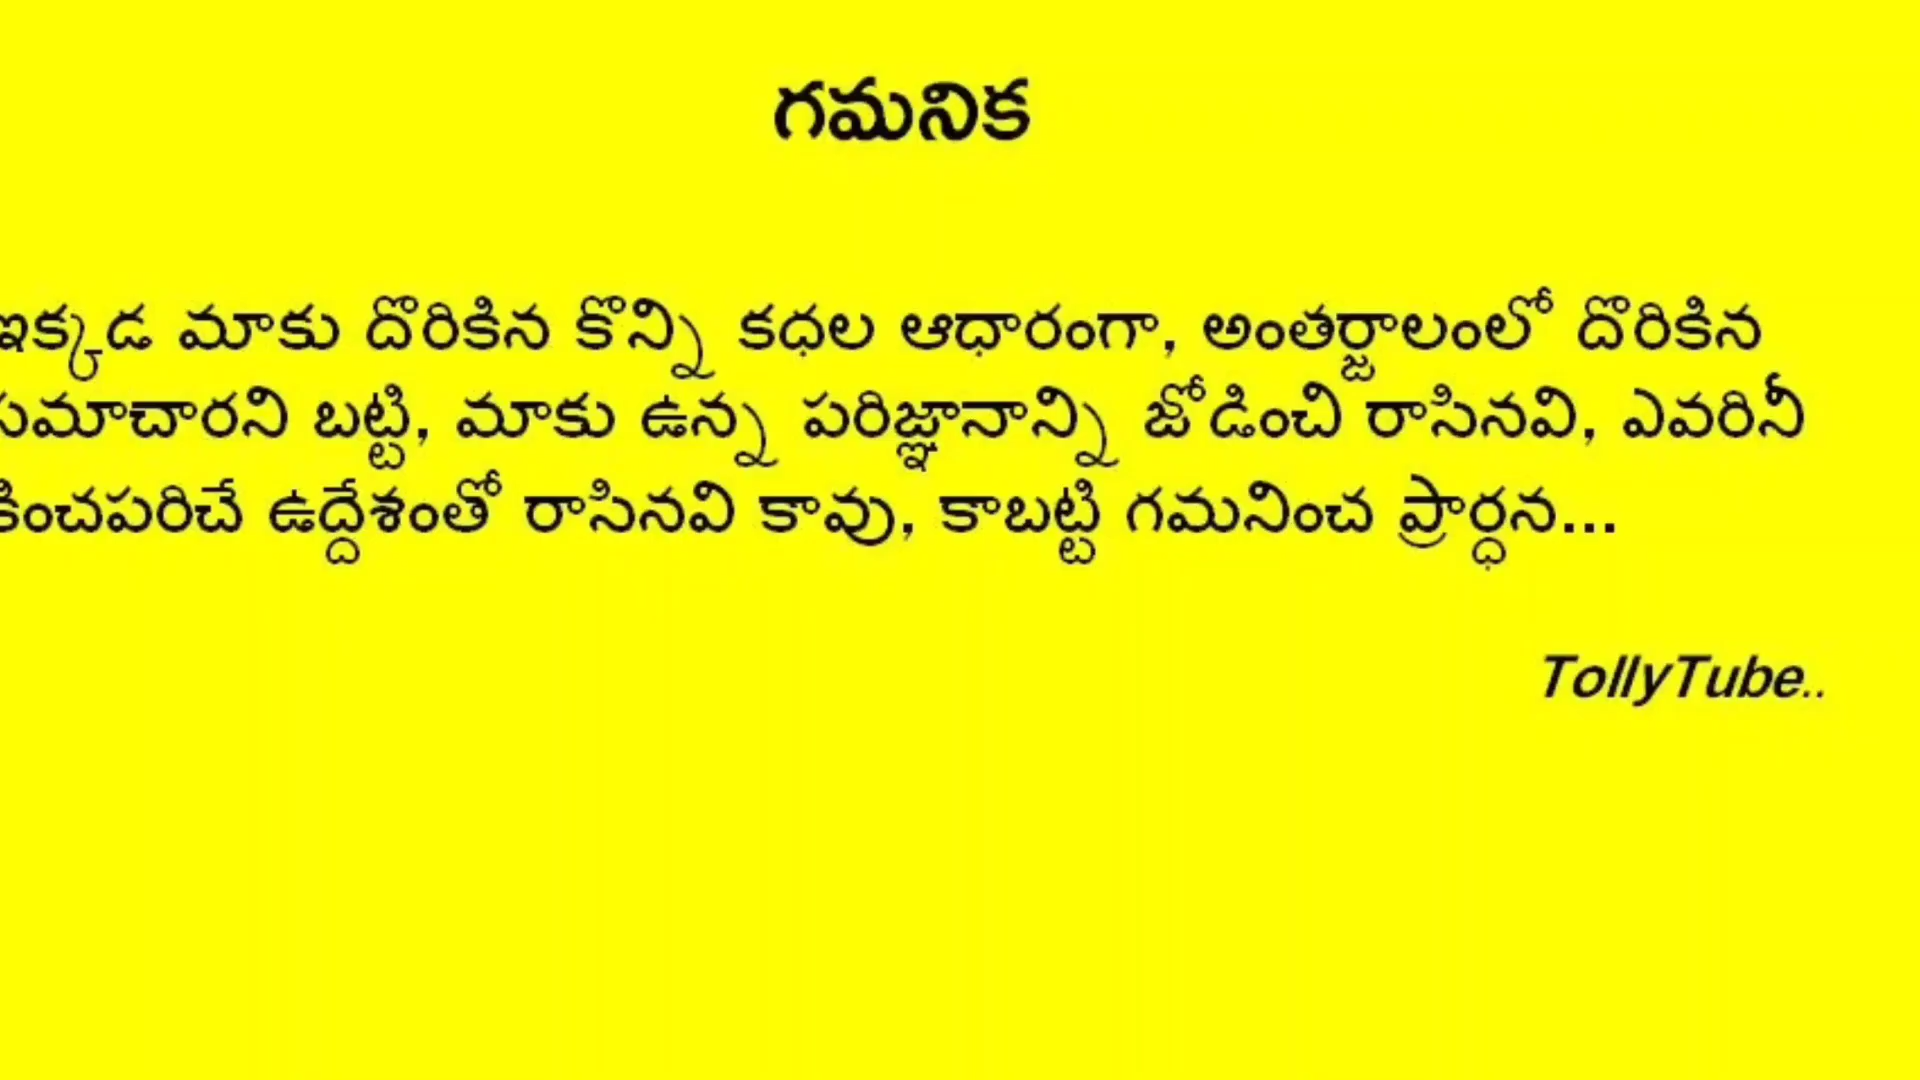 గమనిక
ఇక్కడ మాకు దొరికిన కొన్ని కధల ఆధారంగా, అంతర్జాలంలో దొరికిన
సమాచారని బట్టి, మాకు ఉన్న పరిజ్ఞానాన్ని జోడించి రాసినవి, ఎవరినీ
కించపరిచే ఉద్దేశంతో రాసినవి కావు, కాబట్టి గమనించ ప్రార్ధన...
TollyTube..